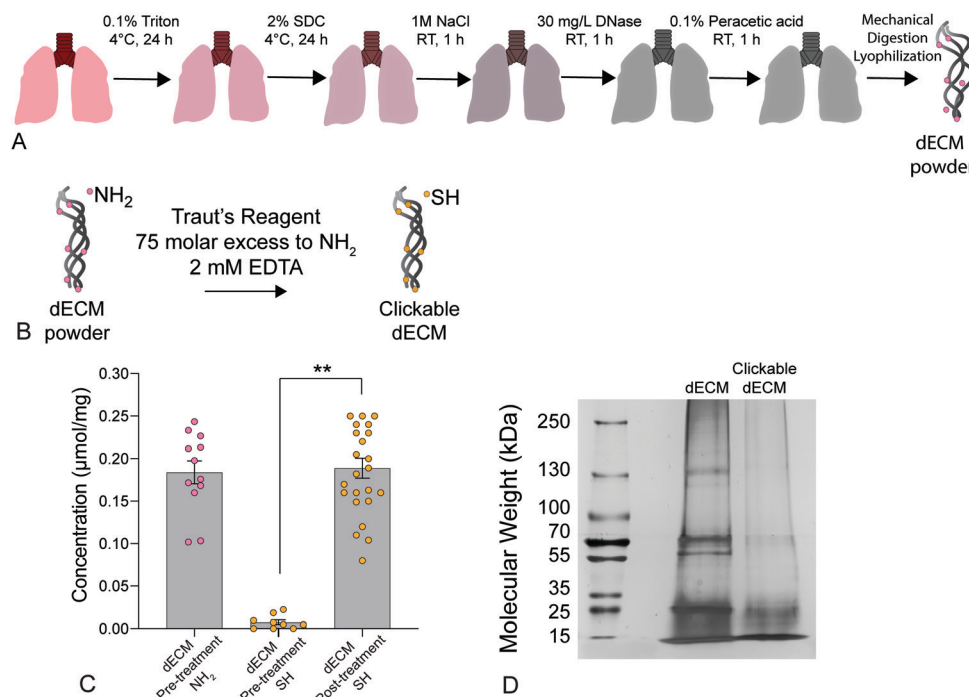 0.1% Triton
4°C, 24 h
2% SDC
4°C, 24 h
1M NaCl
RT, 1 h
30 mg/L DNase
RT, 1 h
0.1% Peracetic acid
RT, 1 h
Mechanical
Digestion
Lyophilization
dECM
powder
A
NH₂
Traut's Reagent
75 molar excess to NH₂
2 mM EDTA
SH
dECM
powder
Clickable
dECM
B
Concentration (µmol/mg)
0.30
0.25
0.20
0.15
0.10
0.05
0.00
**
dECM
Pre-treatment
NH₂
dECM
Pre-treatment
SH
dECM
Post-treatment
SH
C
Molecular Weight (kDa)
dECM
Clickable
dECM
250
130
100
70
55
35
25
15
D